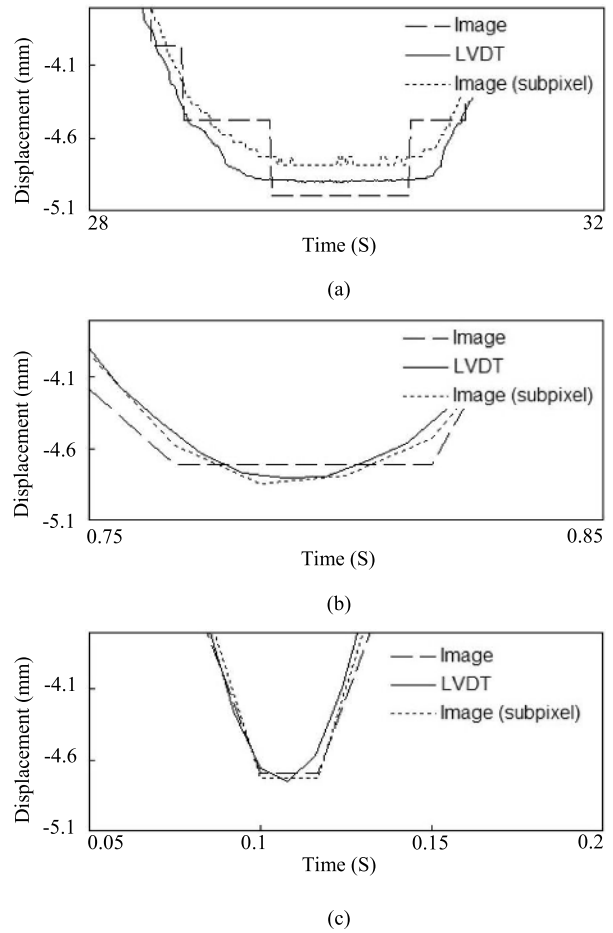 Displacement (mm)
-4.1
-4.6
-5.1
Image
LVDT
Image (subpixel)
28
32
Time (S)
(a)
Displacement (mm)
-4.1
-4.6
-5.1
Image
LVDT
Image (subpixel)
0.75
0.85
Time (S)
(b)
Displacement (mm)
-4.1
-4.6
-5.1
Image
LVDT
Image (subpixel)
0.05
0.1
0.15
0.2
Time (S)
(c)